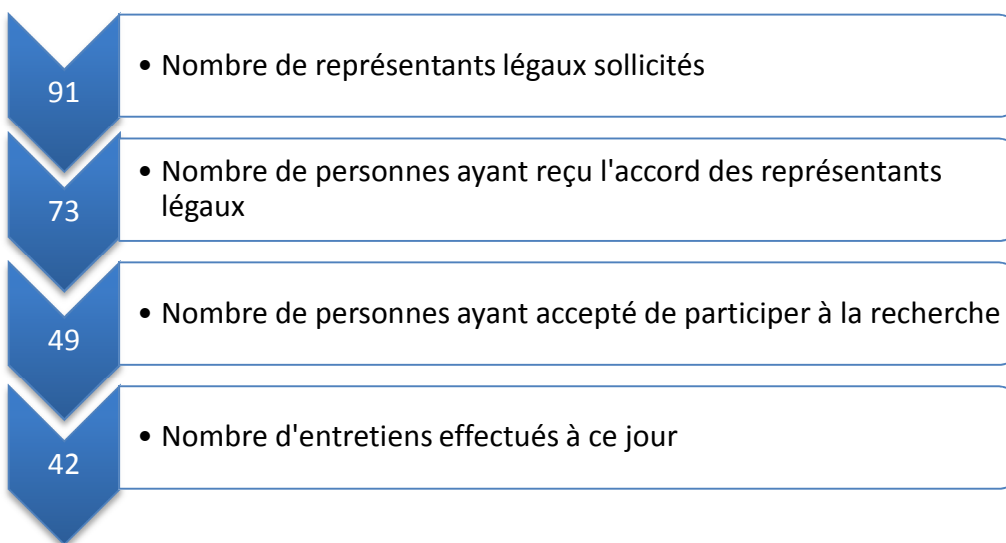 91
• Nombre de représentants légaux sollicités
73
• Nombre de personnes ayant reçu l'accord des représentants
légaux
49
• Nombre de personnes ayant accepté de participer à la recherche
42
• Nombre d'entretiens effectués à ce jour